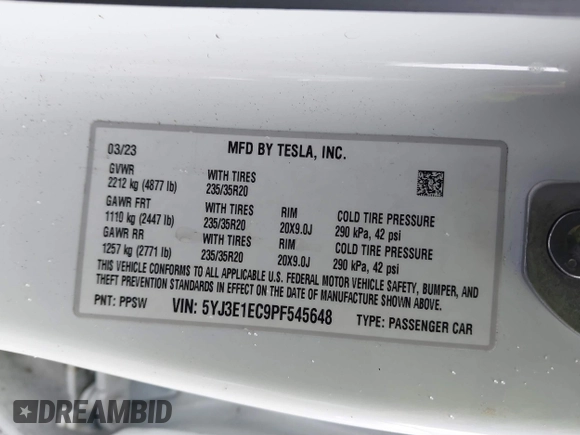 03/23 MFD BY TESLA, INC.
GVWR WITH TIRES
2212 kg (4877 lb) 235/35R20
GAWR FRT WITH TIRES RIM COLD TIRE PRESSURE
1110 kg (2447 lb) 235/35R20 20X9.0J 290 kPa, 42 psi
GAWR RR WITH TIRES RIM COLD TIRE PRESSURE
1257 kg (2771 lb) 235/35R20 20X9.0J 290 kPa, 42 psi
THIS VEHICLE CONFORMS TO ALL APPLICABLE U.S. FEDERAL MOTOR VEHICLE SAFETY, BUMPER, AND
THEFT PREVENTION STANDARDS IN EFFECT ON THE DATE OF MANUFACTURE SHOWN ABOVE.
PNT: PPSW VIN: 5YJ3E1EC9PF545648 TYPE: PASSENGER CAR
DREAMBID